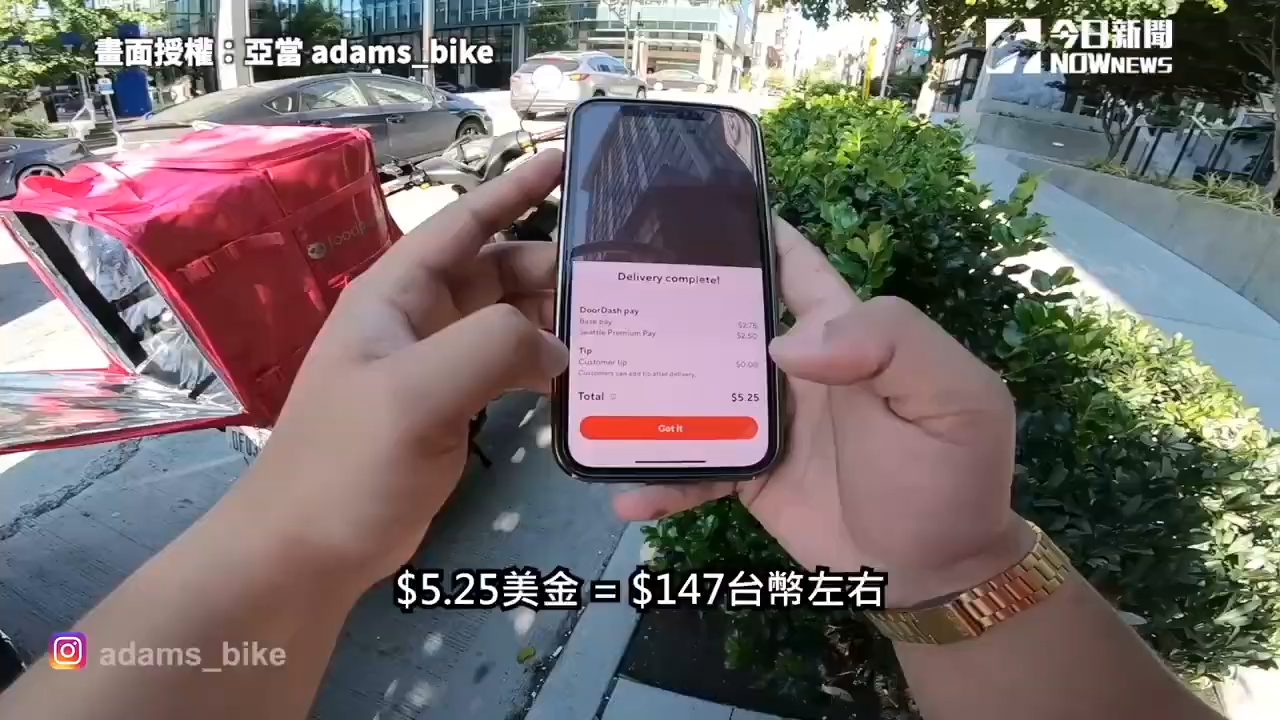 畫面授權：亞當 adams_bike
今日新聞
NOWNEWS
Delivery complete!
DoorDash pay
Base pay $2.75
Seattle Premium Pay $2.50
Tip
Customer tip $0.00
Customers can add tip after delivery.
Total $5.25
Got it
$5.25美金 = $147台幣左右
adams_bike